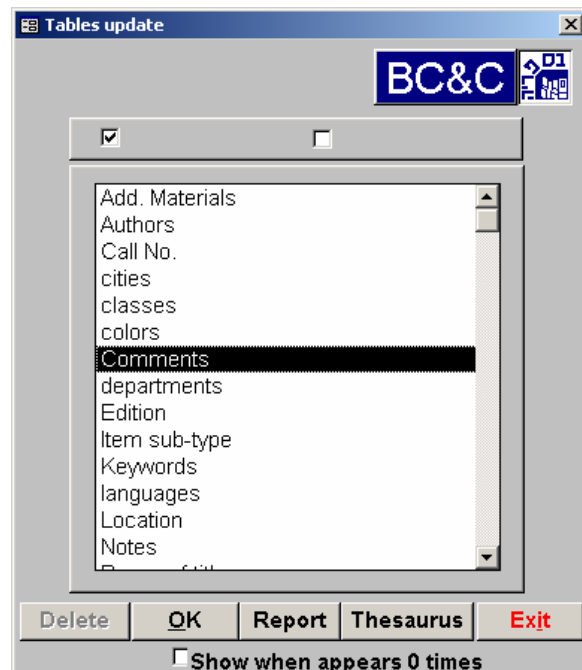 Tables update
BC&C
Add. Materials
Authors
Call No.
cities
classes
colors
Comments
departments
Edition
Item sub-type
Keywords
languages
Location
Notes
Delete OK Report Thesaurus Exit
Show when appears 0 times